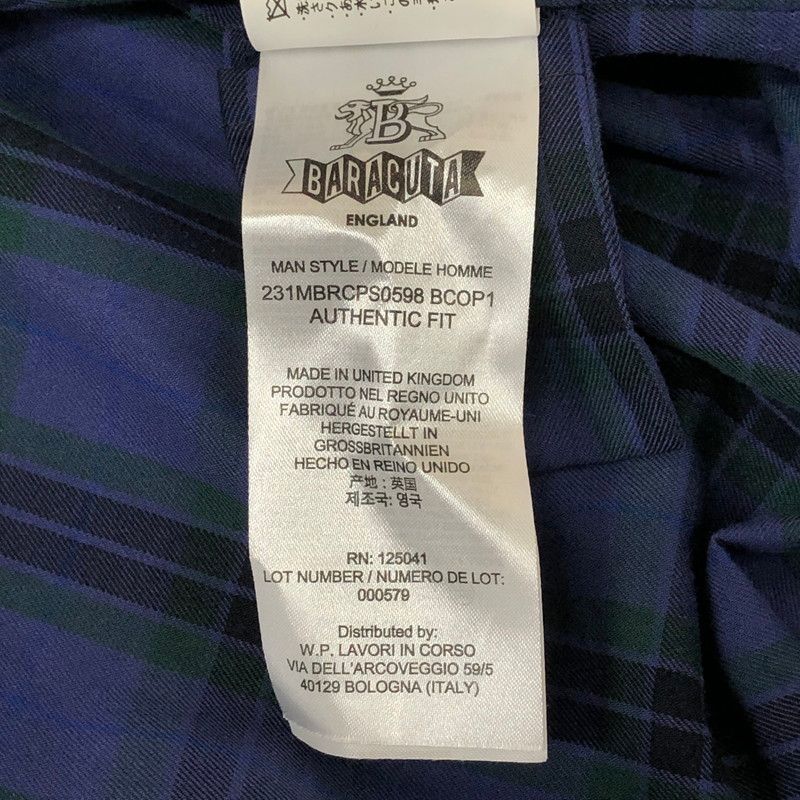 B
BARACUTA
ENGLAND
MAN STYLE / MODELE HOMME
231MBRCPS0598 BCOP1
AUTHENTIC FIT
MADE IN UNITED KINGDOM
PRODOTTO NEL REGNO UNITO
FABRIQUÉ AU ROYAUME-UNI
HERGESTELLT IN
GROSSBRITANNIEN
HECHO EN REINO UNIDO
产地：英国
제조국: 영국
RN: 125041
LOT NUMBER / NUMERO DE LOT:
000579
Distributed by:
W.P. LAVORI IN CORSO
VIA DELL'ARCOVEGGIO 59/5
40129 BOLOGNA (ITALY)